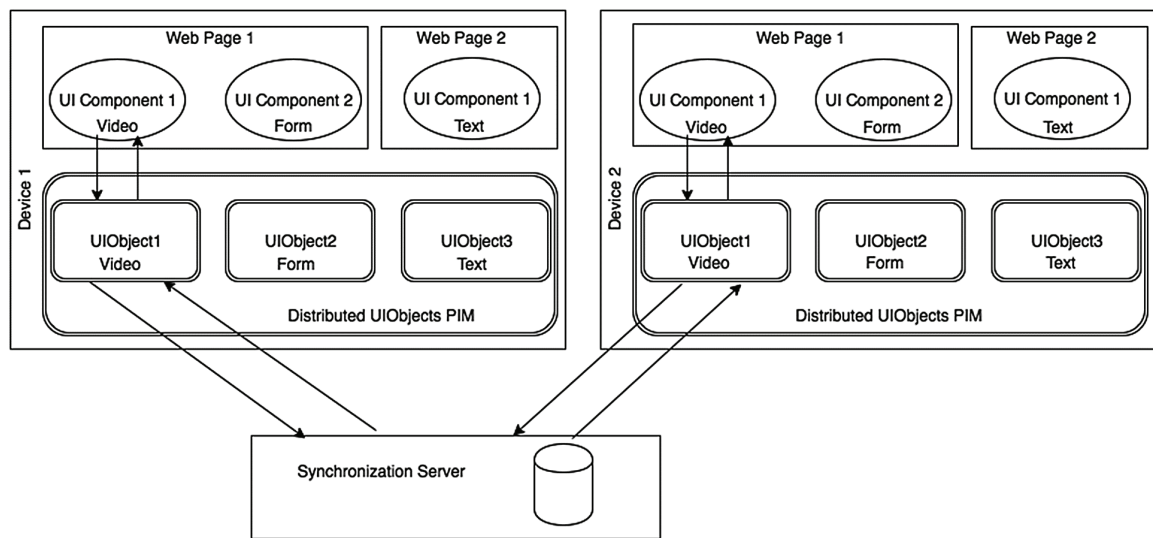 Device 1
Web Page 1
UI Component 1
Video
UI Component 2
Form
Web Page 2
UI Component 1
Text
UIObject1
Video
UIObject2
Form
UIObject3
Text
Distributed UIObjects PIM
Device 2
Web Page 1
UI Component 1
Video
UI Component 2
Form
Web Page 2
UI Component 1
Text
UIObject1
Video
UIObject2
Form
UIObject3
Text
Distributed UIObjects PIM
Synchronization Server